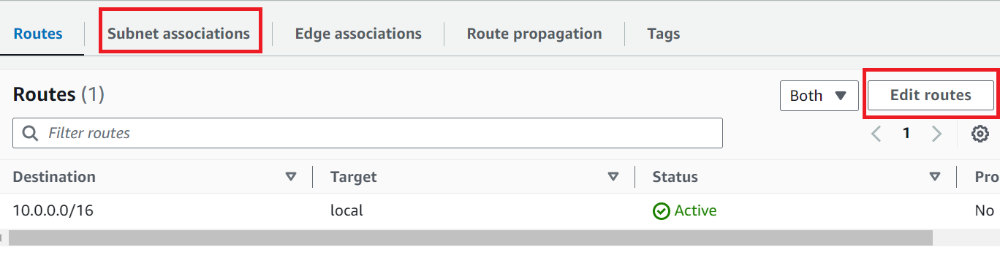 Routes Subnet associations Edge associations Route propagation Tags
Routes (1) Both Edit routes
Filter routes 1
Destination Target Status Pro
10.0.0.0/16 local Active No